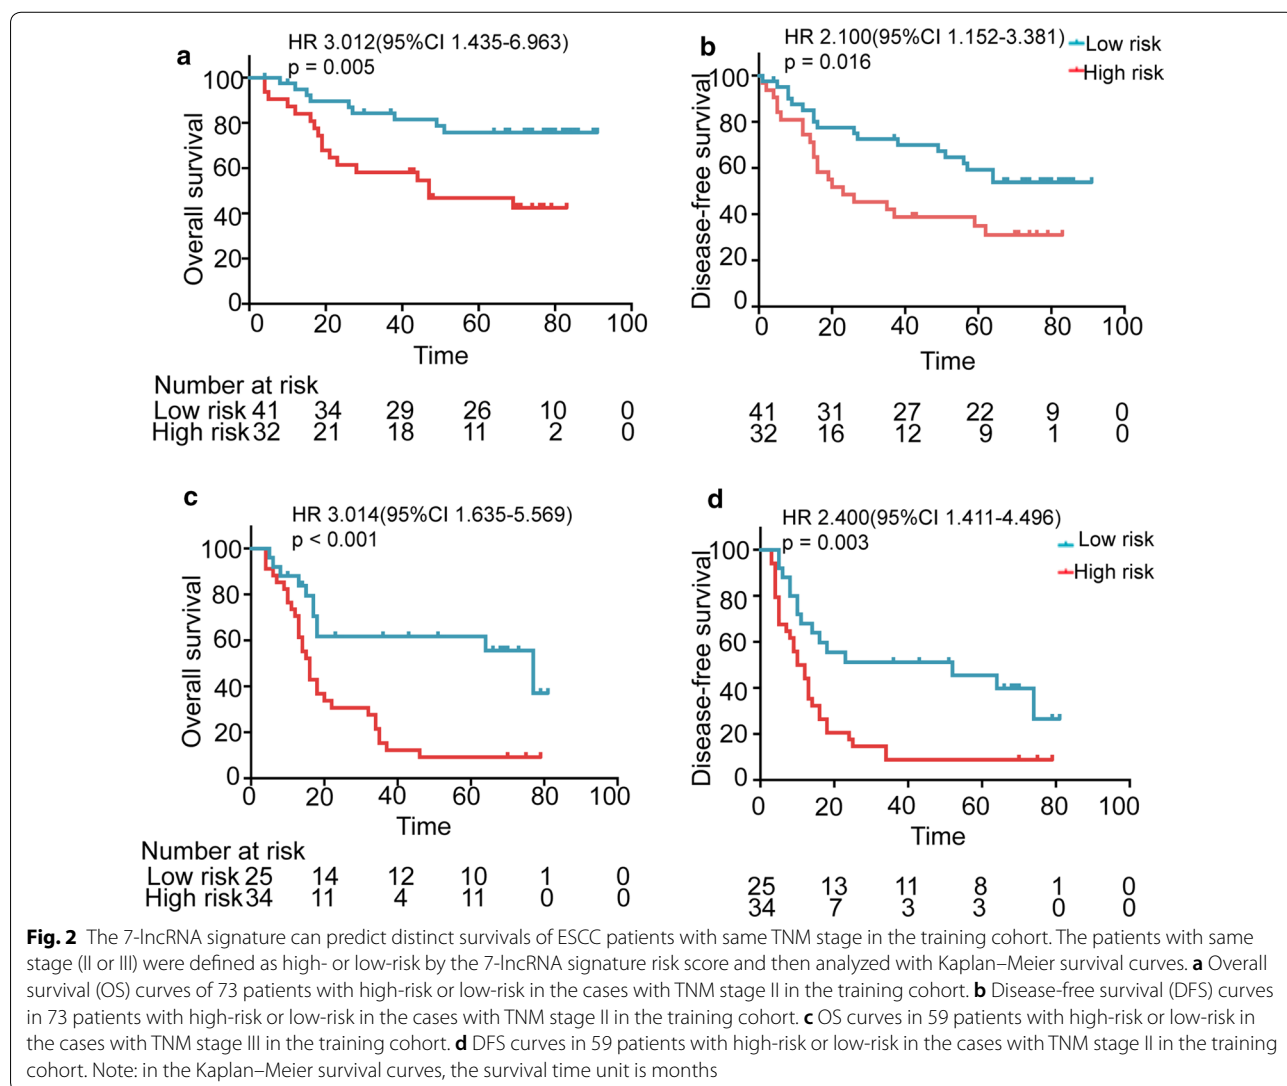 a
HR 3.012(95%CI 1.435-6.963)
p = 0.005
100
80
60
40
20
0
Overall survival
0 20 40 60 80 100
Time
Number at risk
Low risk 41 34 29 26 10 0
High risk 32 21 18 11 2 0
b
HR 2.100(95%CI 1.152-3.381)
p = 0.016
Low risk
High risk
100
80
60
40
20
0
Disease-free survival
0 20 40 60 80 100
Time
41 31 27 22 9 0
32 16 12 9 1 0
c
HR 3.014(95%CI 1.635-5.569)
p < 0.001
100
80
60
40
20
0
Overall survival
0 20 40 60 80 100
Time
Number at risk
Low risk 25 14 12 10 1 0
High risk 34 11 4 11 0 0
d
HR 2.400(95%CI 1.411-4.496)
p = 0.003
Low risk
High risk
100
80
60
40
20
0
Disease-free survival
0 20 40 60 80 100
Time
25 13 11 8 1 0
34 7 3 3 0 0
Fig. 2 The 7-lncRNA signature can predict distinct survivals of ESCC patients with same TNM stage in the training cohort. The patients with same
stage (II or III) were defined as high- or low-risk by the 7-lncRNA signature risk score and then analyzed with Kaplan–Meier survival curves. a Overall
survival (OS) curves of 73 patients with high-risk or low-risk in the cases with TNM stage II in the training cohort. b Disease-free survival (DFS) curves
in 73 patients with high-risk or low-risk in the cases with TNM stage II in the training cohort. c OS curves in 59 patients with high-risk or low-risk in
the cases with TNM stage III in the training cohort. d DFS curves in 59 patients with high-risk or low-risk in the cases with TNM stage II in the training
cohort. Note: in the Kaplan–Meier survival curves, the survival time unit is months